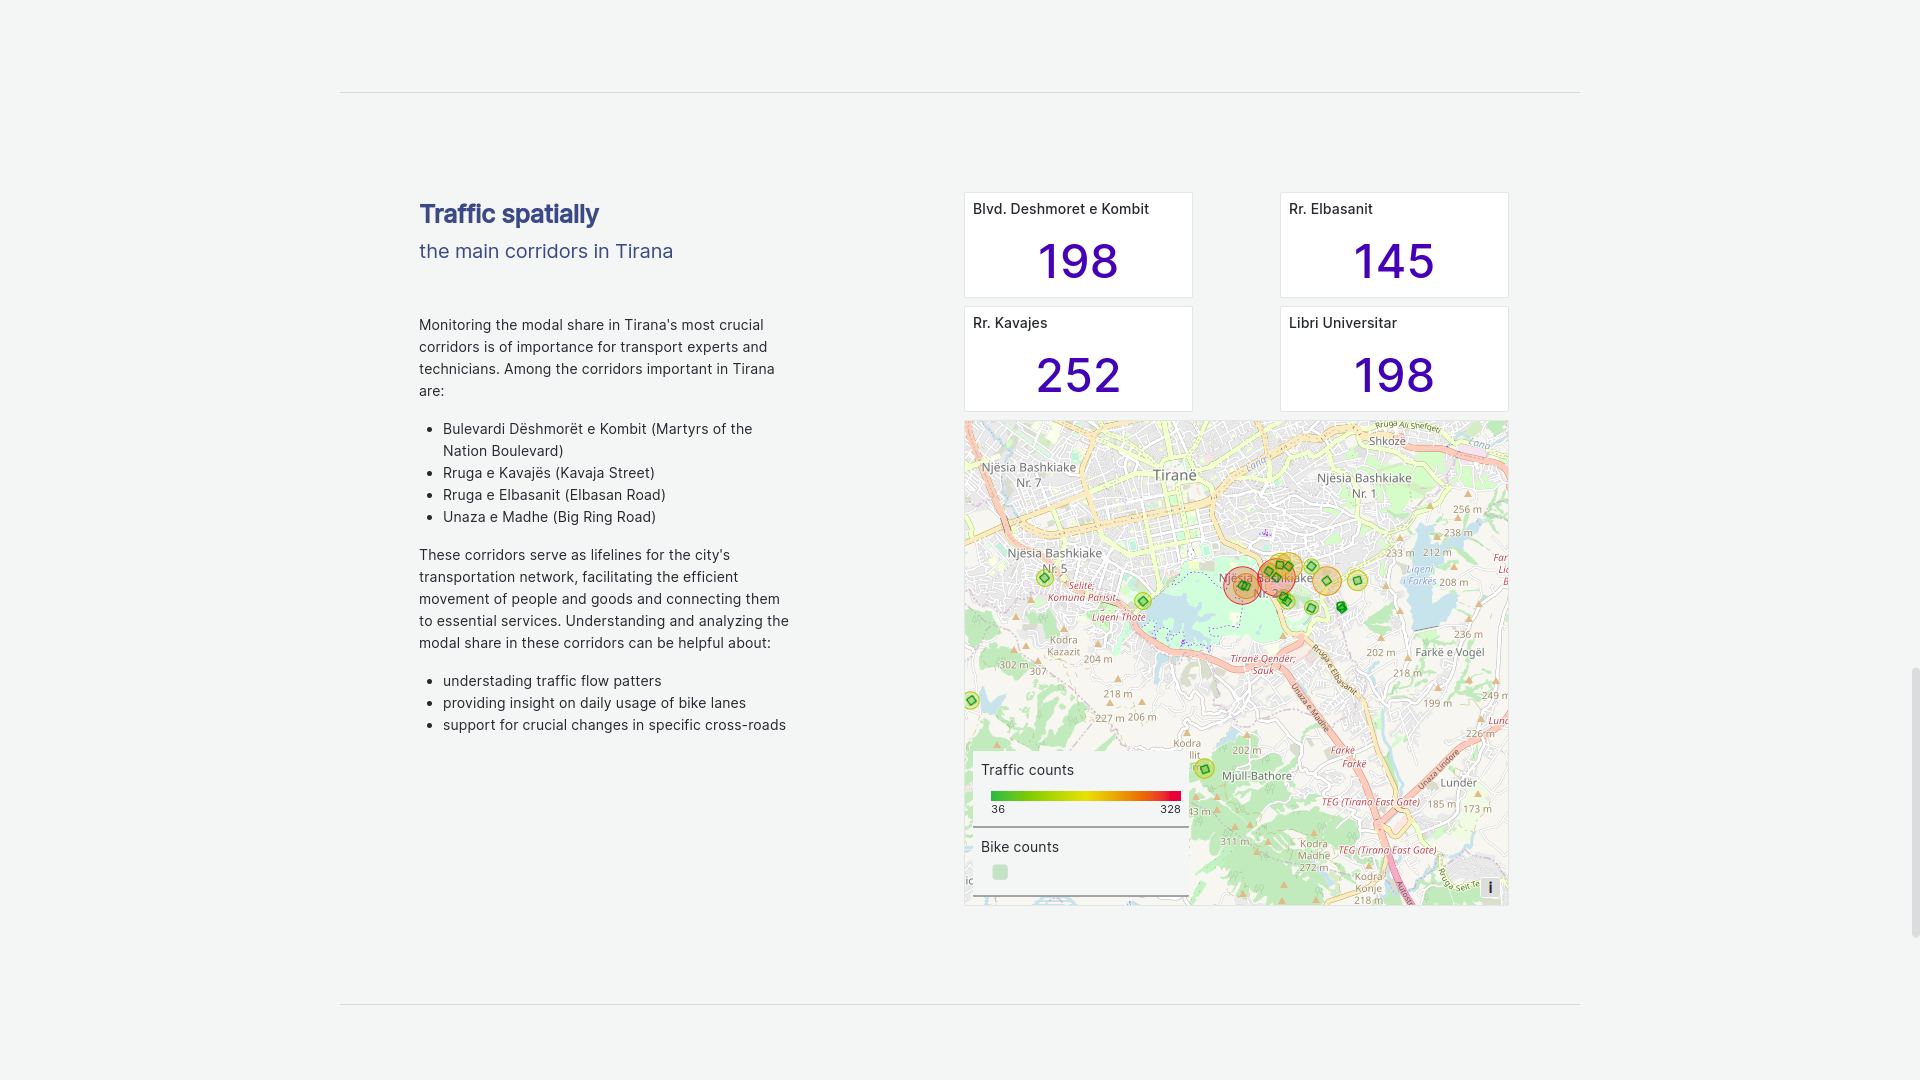 Traffic spatially
the main corridors in Tirana
Monitoring the modal share in Tirana's most crucial
corridors is of importance for transport experts and
technicians. Among the corridors important in Tirana
are:
Bulevardi Dëshmorët e Kombit (Martyrs of the
Nation Boulevard)
Rruga e Kavajës (Kavaja Street)
Rruga e Elbasanit (Elbasan Road)
Unaza e Madhe (Big Ring Road)
These corridors serve as lifelines for the city's
transportation network, facilitating the efficient
movement of people and goods and connecting them
to essential services. Understanding and analyzing the
modal share in these corridors can be helpful about:
understading traffic flow patters
providing insight on daily usage of bike lanes
support for crucial changes in specific cross-roads
Blvd. Deshmoret e Kombit
198
Rr. Elbasanit
145
Rr. Kavajes
252
Libri Universitar
198
Rruga Ali Shefqeti
Shkozë
Njësia Bashkiake
Nr. 7
Tiranë
Njësia Bashkiake
Nr. 1
Lana
256 m
238 m
Njësia Bashkiake
Nr. 5
233 m
212 m
Njësia Bashkiake
Nr. 2
Liqeni
i Farkës
208 m
Selitë;
Komuna Parisit
Liqeni Thatë
236 m
Kodra
Kazazit
204 m
302 m
307
Tiranë Qendër;
Sauk
Rruga e Elbasanit
202 m
Farkë e Vogël
218 m
218 m
249 m
199 m
Unaza e Madhe
227 m
206 m
226 m
Kodra
202 m
Farkë
Farkë
Mjull-Bathore
Unaza Lindore
Lundër
TEG (Tirana East Gate)
185 m
173 m
43 m
311 m
Kodra
Madhe
272 m
TEG (Tirana East Gate)
Kodra
Konje
218 m
Traffic counts
36
328
Bike counts
i